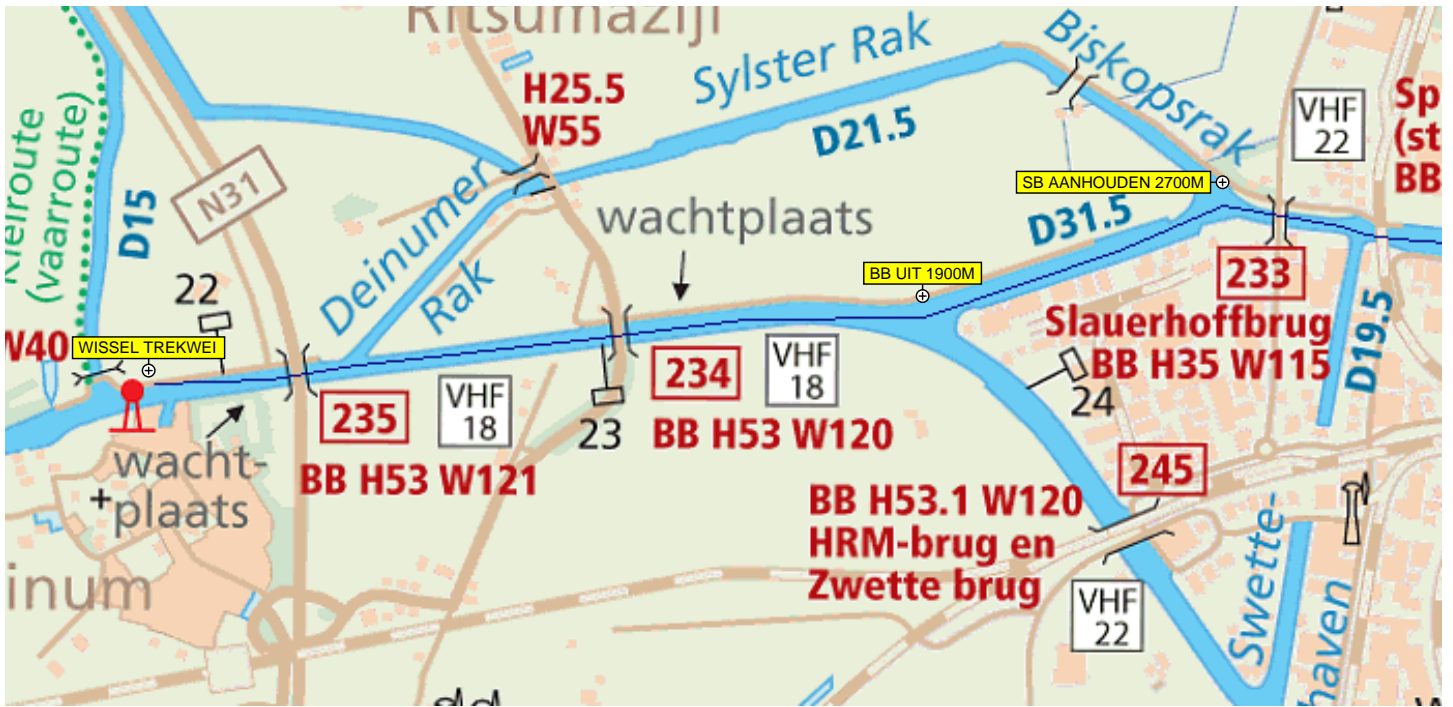 Ritsumazijl
H25.5
W55
Sylster Rak
D21.5
Biskopsrak
VHF
22
Sp
(st
BB
(vaarroute)
D15
N31
Deinumer
Rak
wachtplaats
SB AANHOUDEN 2700M
D31.5
BB UIT 1900M
233
Slauerhoffbrug
BB H35 W115
D19.5
22
W40
WISSEL TREKWEI
235
BB H53 W121
VHF
18
234
BB H53 W120
VHF
18
23
24
wacht-
plaats
inum
245
BB H53.1 W120
HRM-brug en
Zwette brug
VHF
22
Swette-
haven